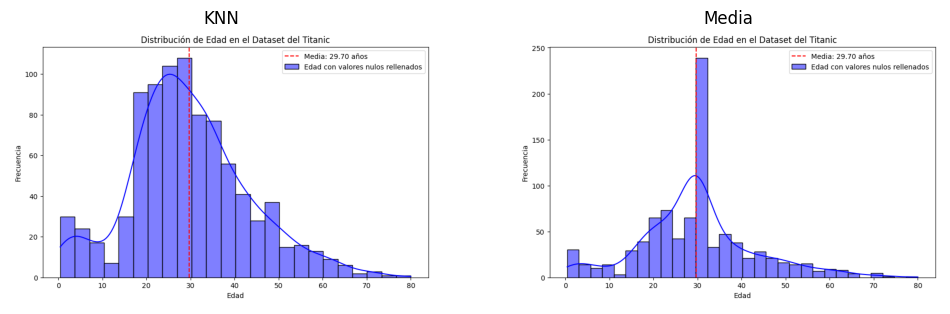 KNN
Distribución de Edad en el Dataset del Titanic
Media: 29.70 años
Edad con valores nulos rellenados
Frecuencia
100
80
60
40
20
0
0 10 20 30 40 50 60 70 80
Edad
Media
Distribución de Edad en el Dataset del Titanic
Media: 29.70 años
Edad con valores nulos rellenados
Frecuencia
250
200
150
100
50
0
0 10 20 30 40 50 60 70 80
Edad